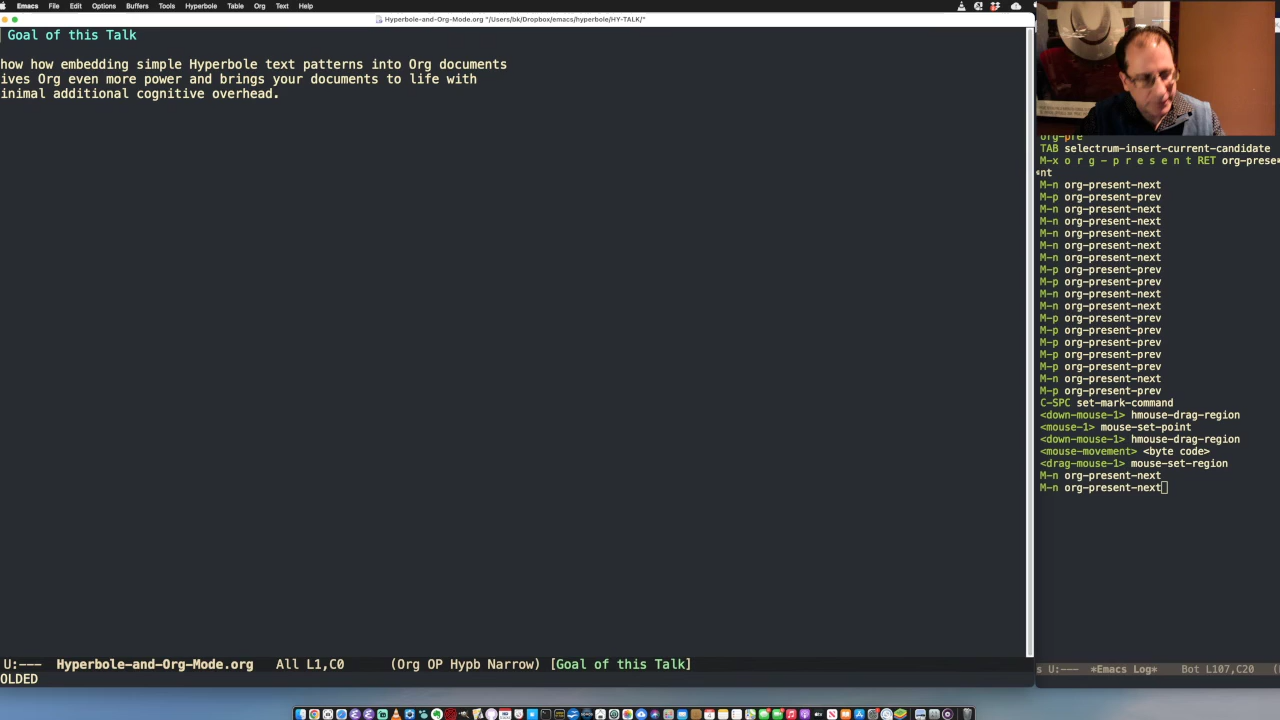 Emacs File Edit Options Buffers Tools Hyperbole Table Org Text Help
Hyperbole-and-Org-Mode.org "/Users/bk/Dropbox/emacs/hyperbole/HY-TALK/"
Goal of this Talk
how how embedding simple Hyperbole text patterns into Org documents
ives Org even more power and brings your documents to life with
inimal additional cognitive overhead.
U:--- Hyperbole-and-Org-Mode.org All L1,C0 (Org OP Hypb Narrow) [Goal of this Talk]
OLDED
org-pre
TAB selectrum-insert-current-candidate
M-x o r g - p r e s e n t RET org-prese
nt
M-n org-present-next
M-p org-present-prev
M-n org-present-next
M-n org-present-next
M-n org-present-next
M-n org-present-next
M-n org-present-next
M-p org-present-prev
M-p org-present-prev
M-n org-present-next
M-n org-present-next
M-p org-present-prev
M-p org-present-prev
M-p org-present-prev
M-p org-present-prev
M-p org-present-prev
M-n org-present-next
M-p org-present-prev
C-SPC set-mark-command
<down-mouse-1> hmouse-drag-region
<mouse-1> mouse-set-point
<down-mouse-1> hmouse-drag-region
<mouse-movement> <byte code>
<drag-mouse-1> mouse-set-region
M-n org-present-next
M-n org-present-next
s U:--- *Emacs Log* Bot L107,C20 (